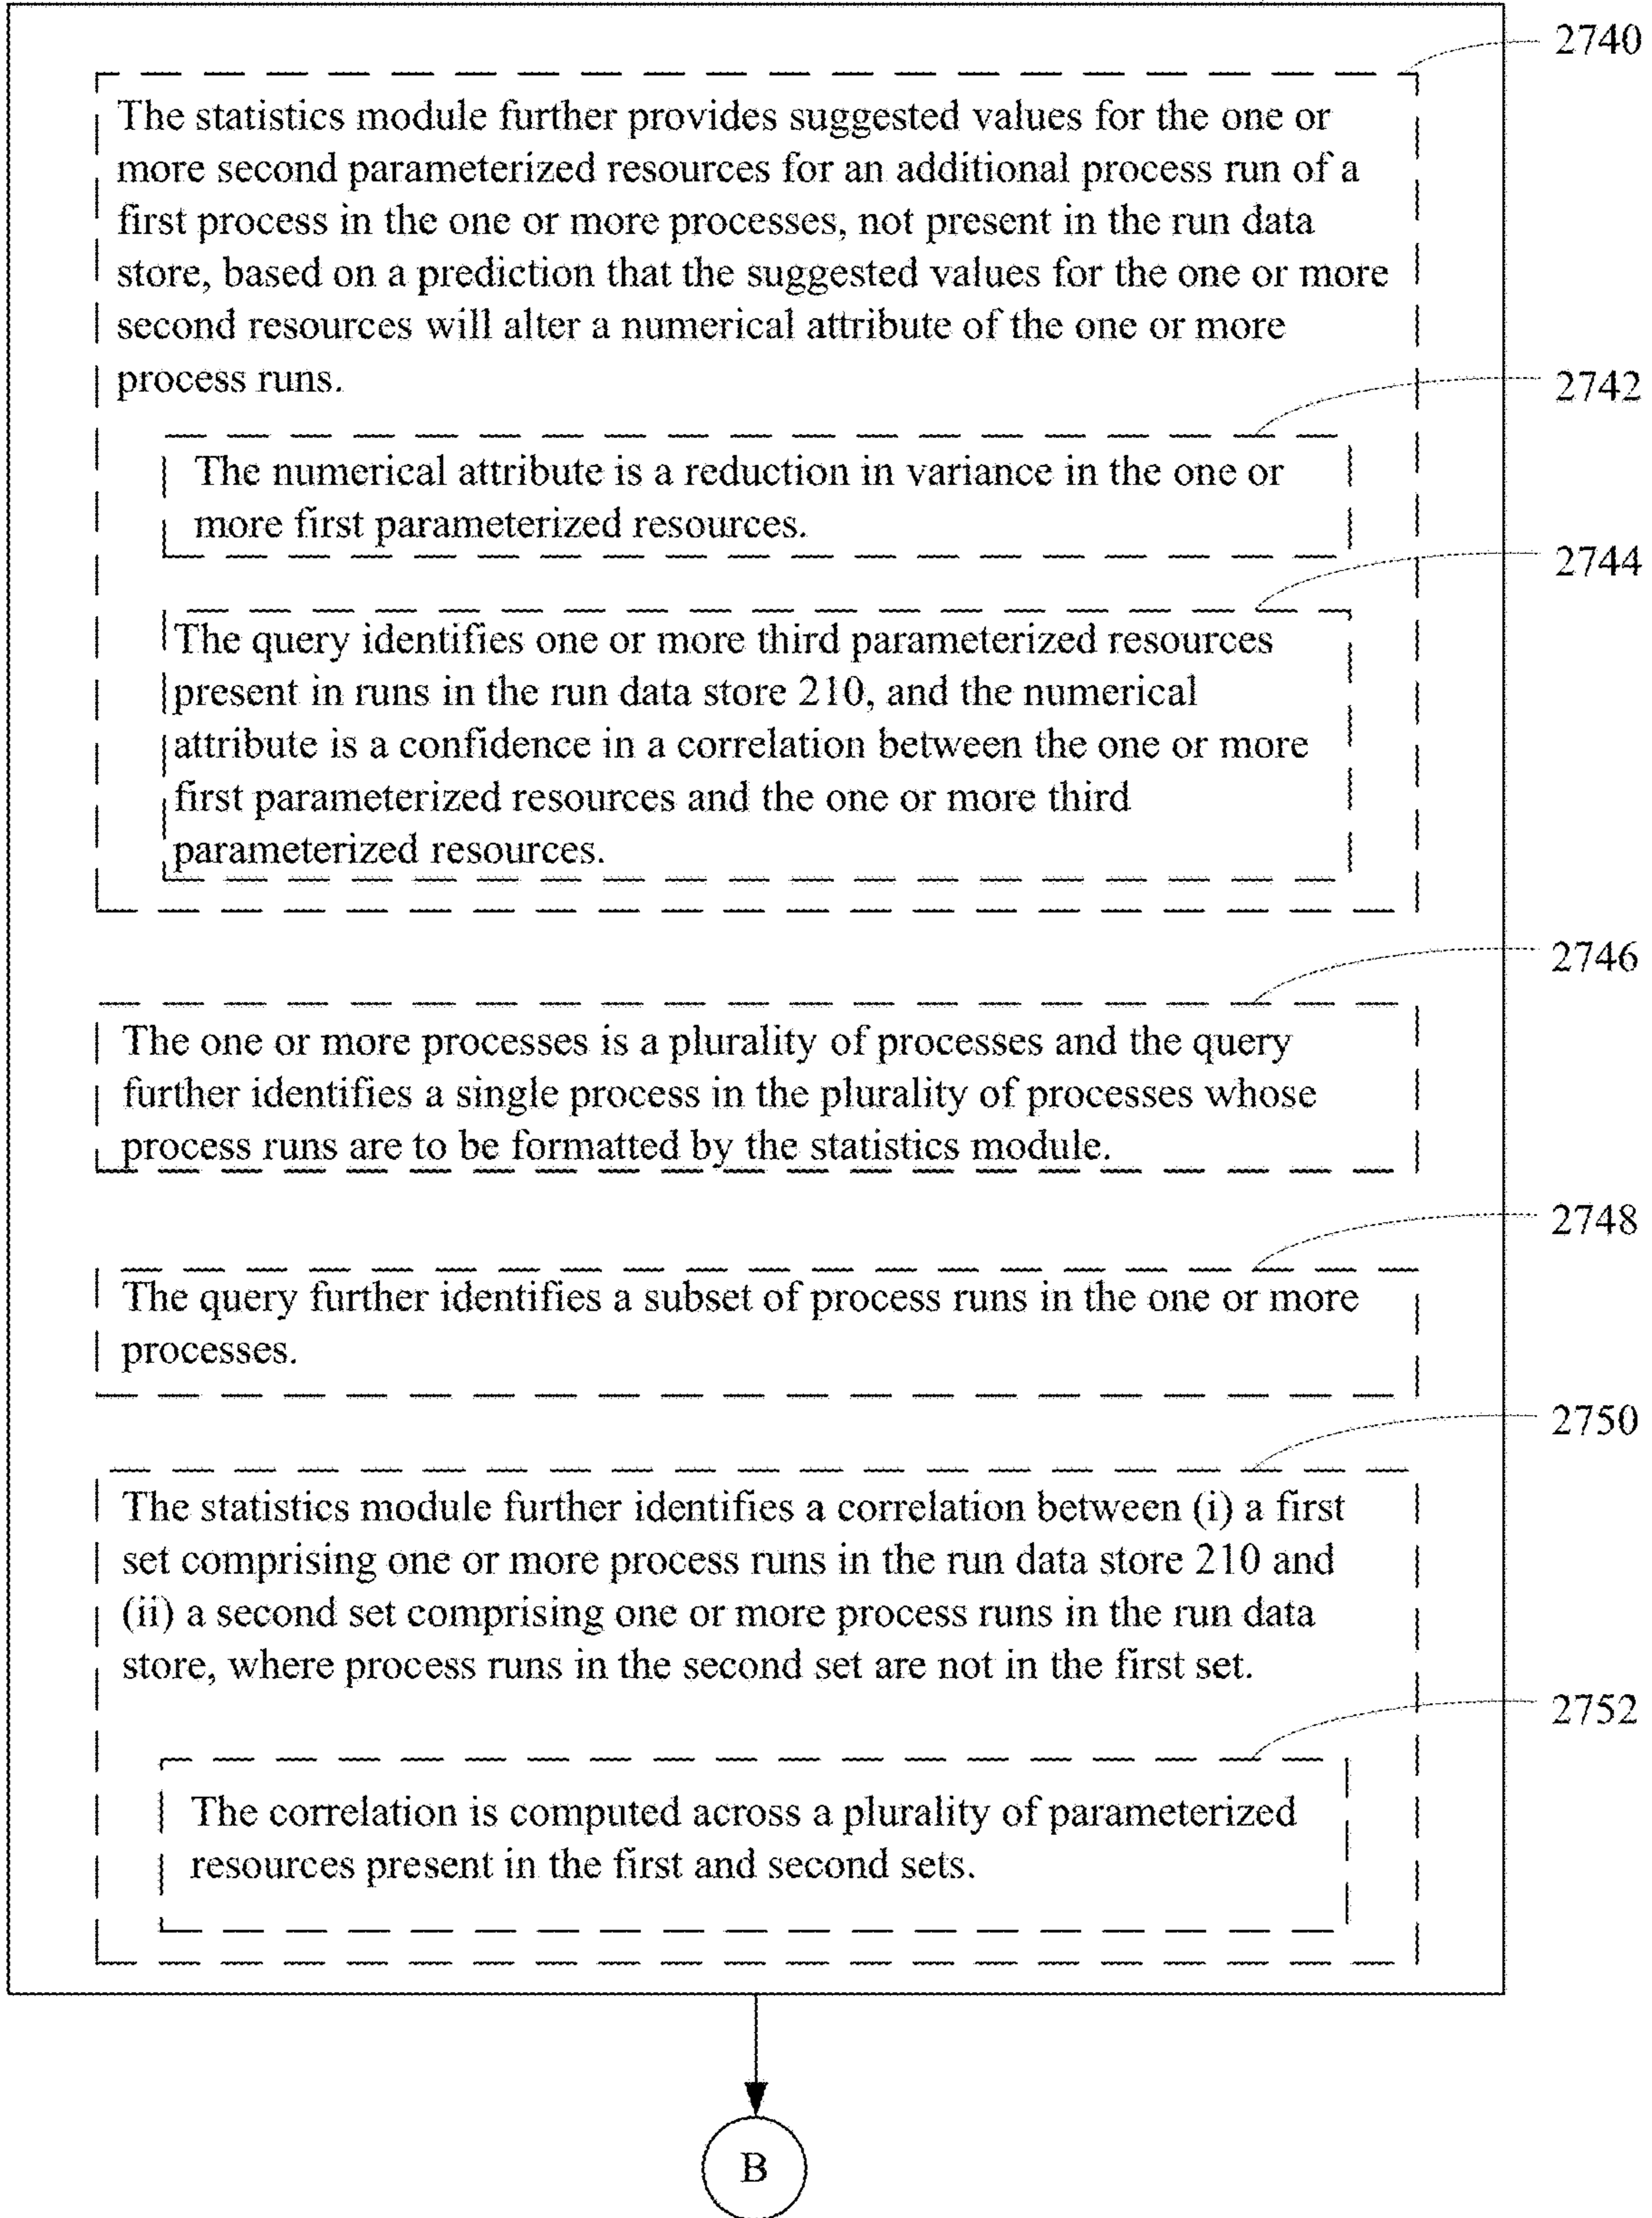 2740
The statistics module further provides suggested values for the one or
more second parameterized resources for an additional process run of a
first process in the one or more processes, not present in the run data
store, based on a prediction that the suggested values for the one or more
second resources will alter a numerical attribute of the one or more
process runs.
2742
The numerical attribute is a reduction in variance in the one or
more first parameterized resources.
2744
The query identifies one or more third parameterized resources
present in runs in the run data store 210, and the numerical
attribute is a confidence in a correlation between the one or more
first parameterized resources and the one or more third
parameterized resources.
2746
The one or more processes is a plurality of processes and the query
further identifies a single process in the plurality of processes whose
process runs are to be formatted by the statistics module.
2748
The query further identifies a subset of process runs in the one or more
processes.
2750
The statistics module further identifies a correlation between (i) a first
set comprising one or more process runs in the run data store 210 and
(ii) a second set comprising one or more process runs in the run data
store, where process runs in the second set are not in the first set.
2752
The correlation is computed across a plurality of parameterized
resources present in the first and second sets.
B